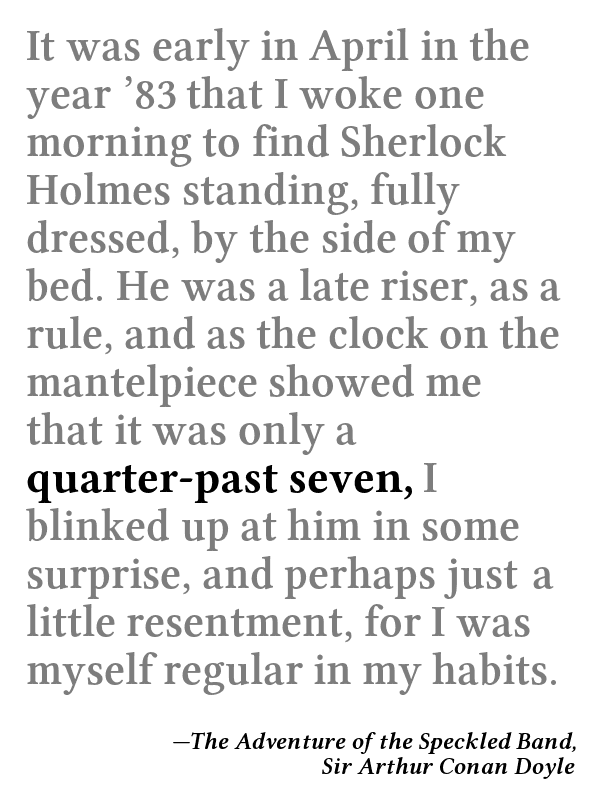 It was early in April in the
year ’83 that I woke one
morning to find Sherlock
Holmes standing, fully
dressed, by the side of my
bed. He was a late riser, as a
rule, and as the clock on the
mantelpiece showed me
that it was only a
quarter-past seven, I
blinked up at him in some
surprise, and perhaps just a
little resentment, for I was
myself regular in my habits.
—The Adventure of the Speckled Band,
Sir Arthur Conan Doyle